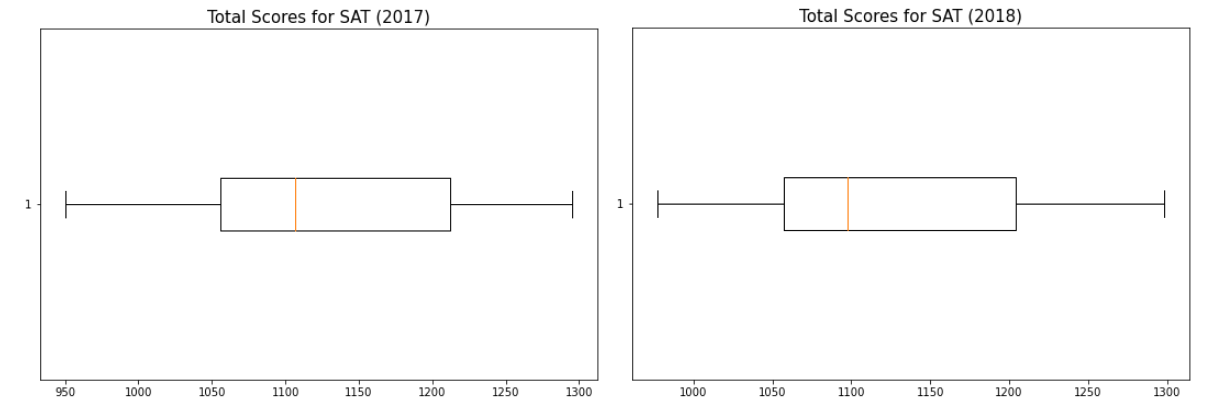 Total Scores for SAT (2017)
1
950 1000 1050 1100 1150 1200 1250 1300
Total Scores for SAT (2018)
1
1000 1050 1100 1150 1200 1250 1300